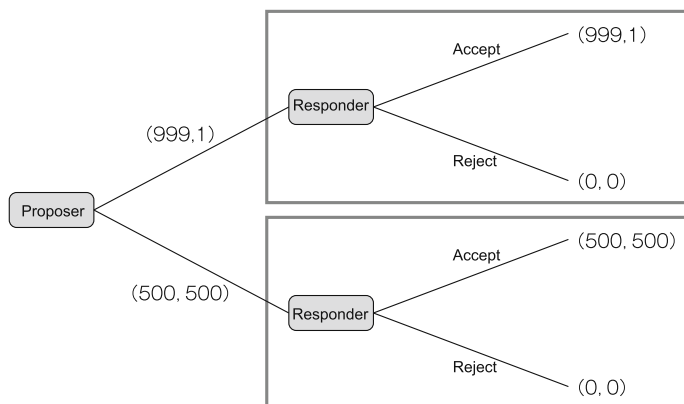 Accept
(999,1)
Responder
(999,1)
Reject
(0, 0)
Proposer
Accept
(500, 500)
(500, 500)
Responder
Reject
(0, 0)